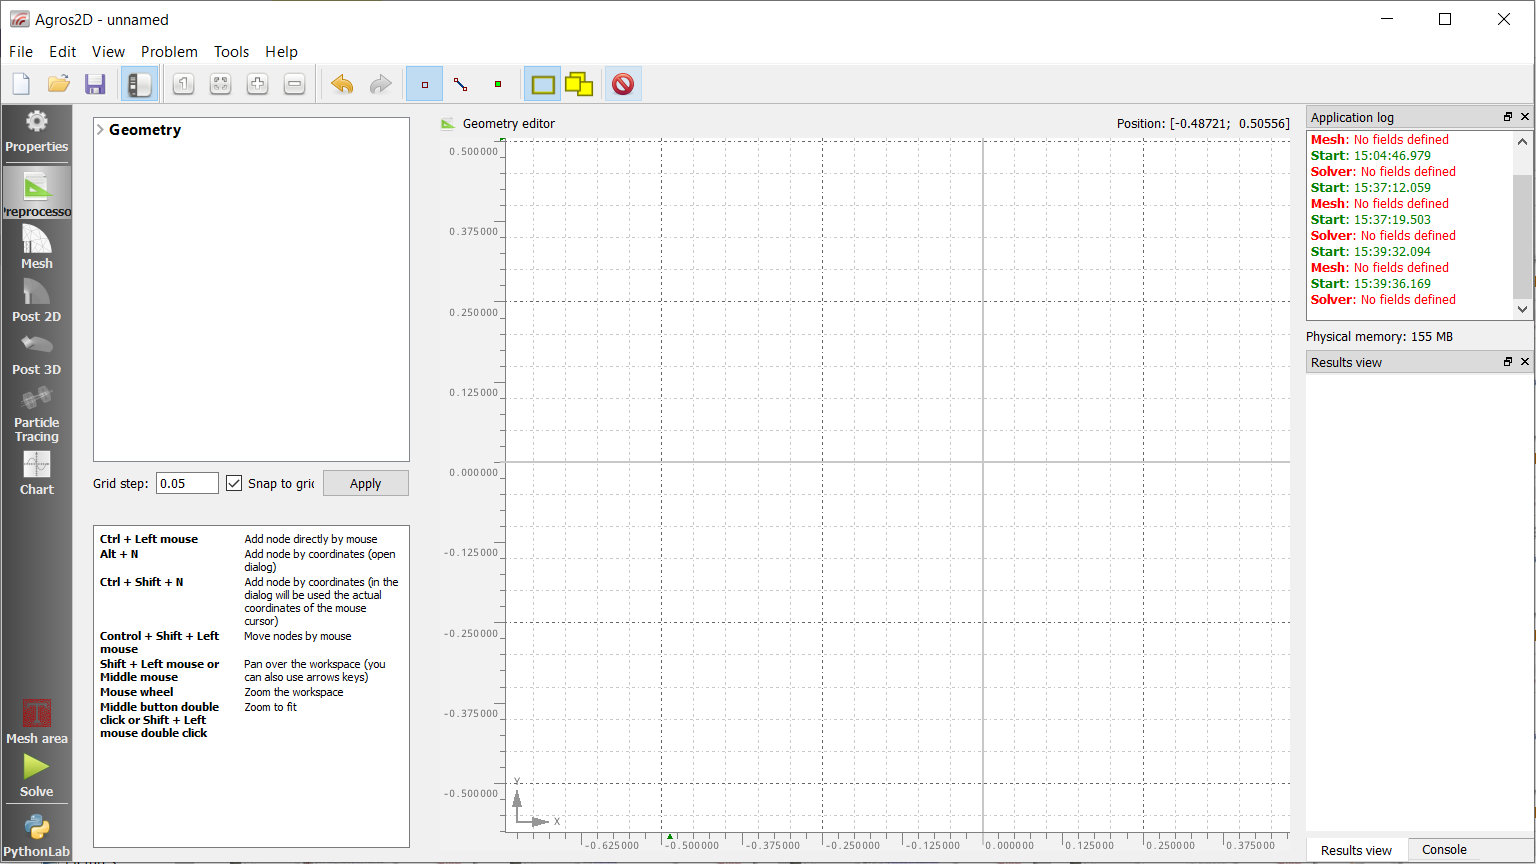 Agros2D - unnamed
File Edit View Problem Tools Help
1
Properties
Preprocesso
Mesh
Post 2D
Post 3D
Particle
Tracing
Chart
Mesh area
Solve
PythonLab
Geometry
Grid step: 0.05 Snap to grid Apply
Ctrl + Left mouse Add node directly by mouse
Alt + N Add node by coordinates (open
dialog)
Ctrl + Shift + N Add node by coordinates (in the
dialog will be used the actual
coordinates of the mouse
cursor)
Control + Shift + Left Move nodes by mouse
mouse
Shift + Left mouse or Pan over the workspace (you
Middle mouse can also use arrows keys)
Mouse wheel Zoom the workspace
Middle button double Zoom to fit
click or Shift + Left
mouse double click
Geometry editor Position: [-0.48721; 0.50556]
0.500000
0.375000
0.250000
0.125000
0.000000
-0.125000
-0.250000
-0.375000
-0.500000
Y
X
-0.625000 -0.500000 -0.375000 -0.250000 -0.125000 0.000000 0.125000 0.250000 0.375000
Application log
Mesh: No fields defined
Start: 15:04:46.979
Solver: No fields defined
Start: 15:37:12.059
Mesh: No fields defined
Start: 15:37:19.503
Solver: No fields defined
Start: 15:39:32.094
Mesh: No fields defined
Start: 15:39:36.169
Solver: No fields defined
Physical memory: 155 MB
Results view
Results view Console